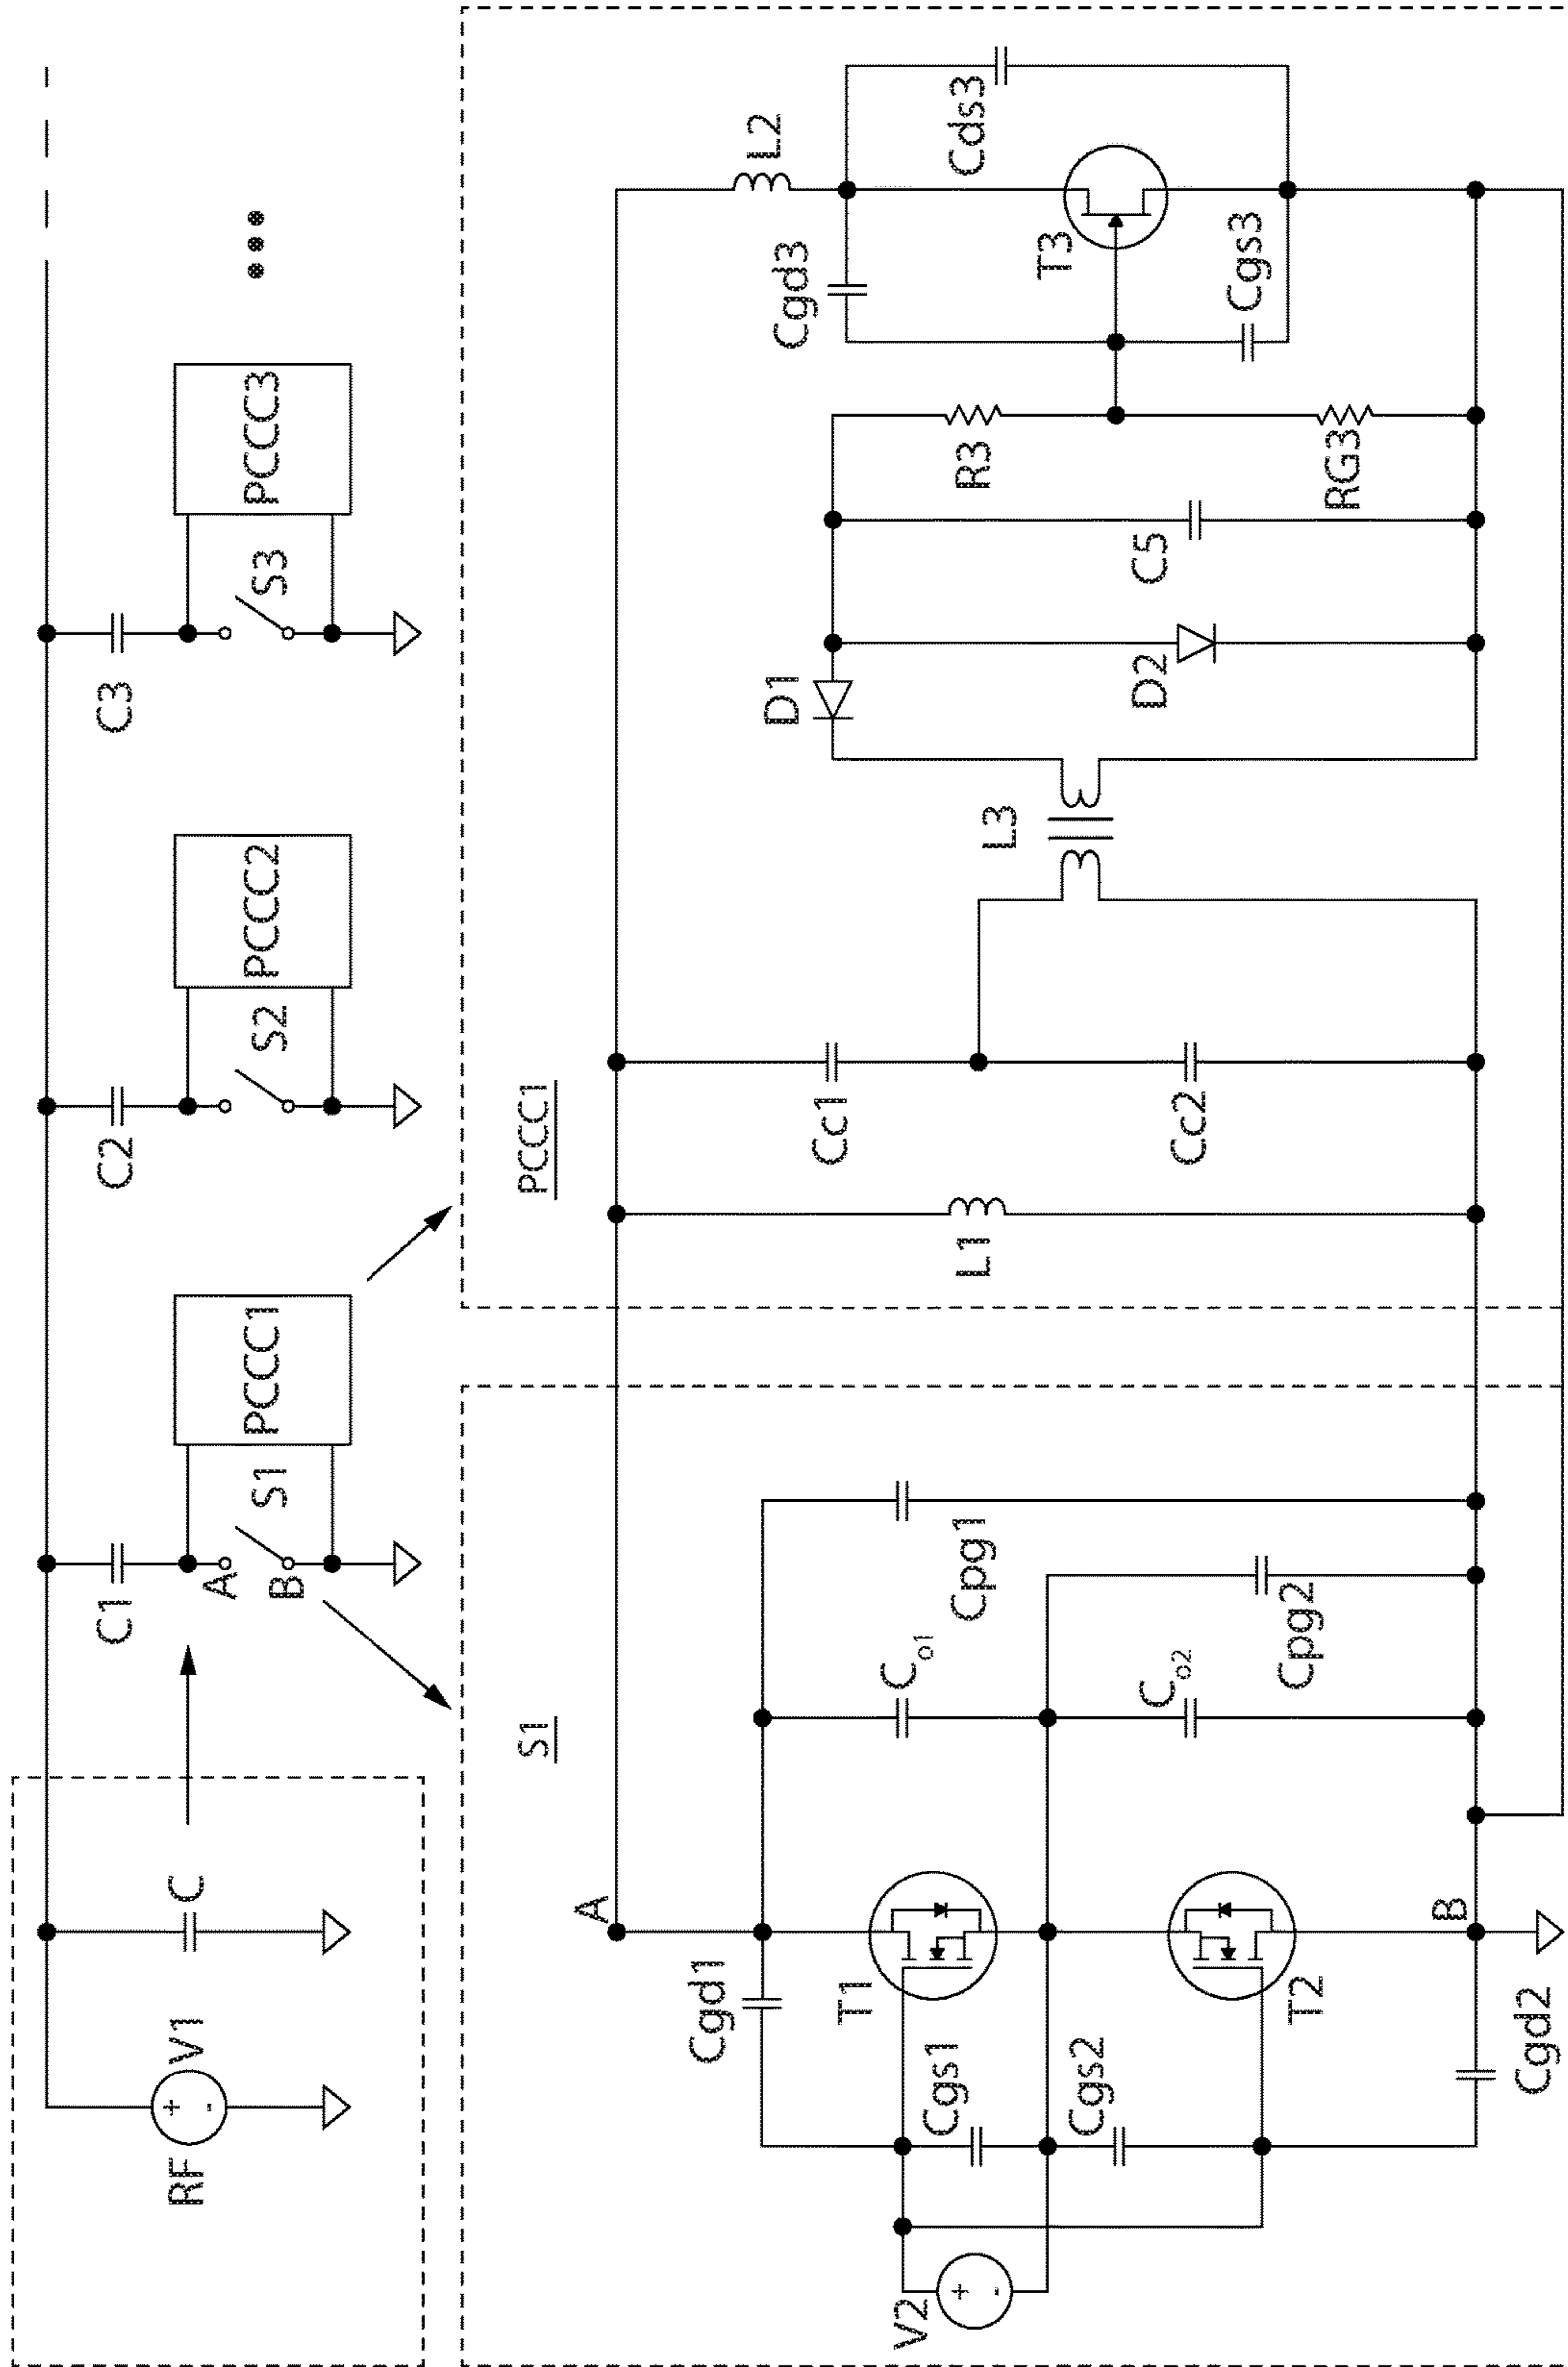 RF
+
-
V1
C
C1
A
B
S1
PCCC1
C2
S2
PCCC2
C3
S3
PCCC3
S1
V2
+
-
A
Cgd1
T1
Cgs1
Cgs2
T2
Cgd2
B
Co1
Co2
Cpg1
Cpg2
PCCC1
L1
Cc1
Cc2
L3
D1
D2
C5
R3
RG3
L2
Cgd3
T3
Cds3
Cgs3